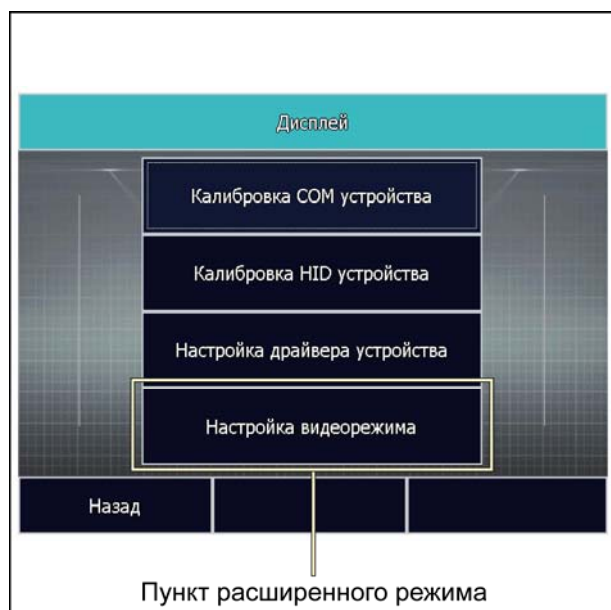 Дисплей
Калибровка COM устройства
Калибровка HID устройства
Настройка драйвера устройства
Настройка видеорежима
Назад
Пункт расширенного режима